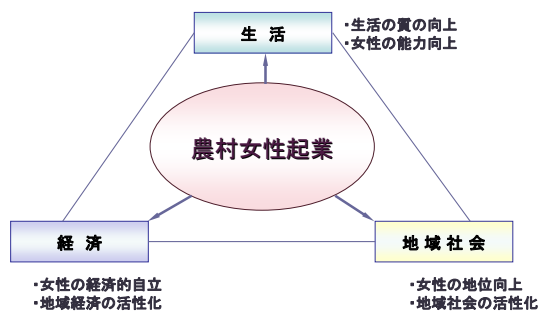 生 活
・生活の質の向上
・女性の能力向上
農村女性起業
経 済
地 域 社 会
・女性の経済的自立
・地域経済の活性化
・女性の地位向上
・地域社会の活性化